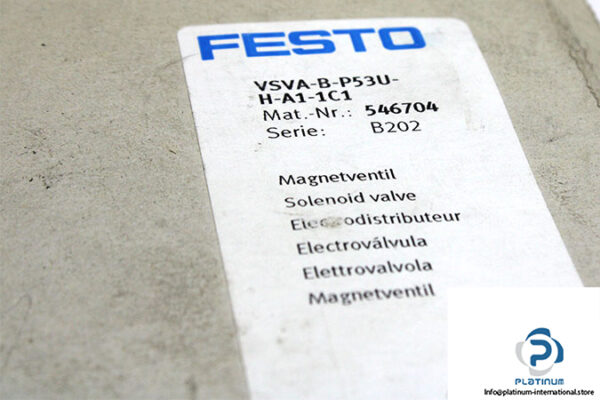 FESTO
VSVA-B-P53U-
H-A1-1C1
Mat.-Nr.: 546704
Serie: B202
Magnetventil
Solenoid valve
Electrodistributeur
Electroválvula
Elettrovalvola
Magnetventil
P
PLATINUM
Info@platinum-international.store